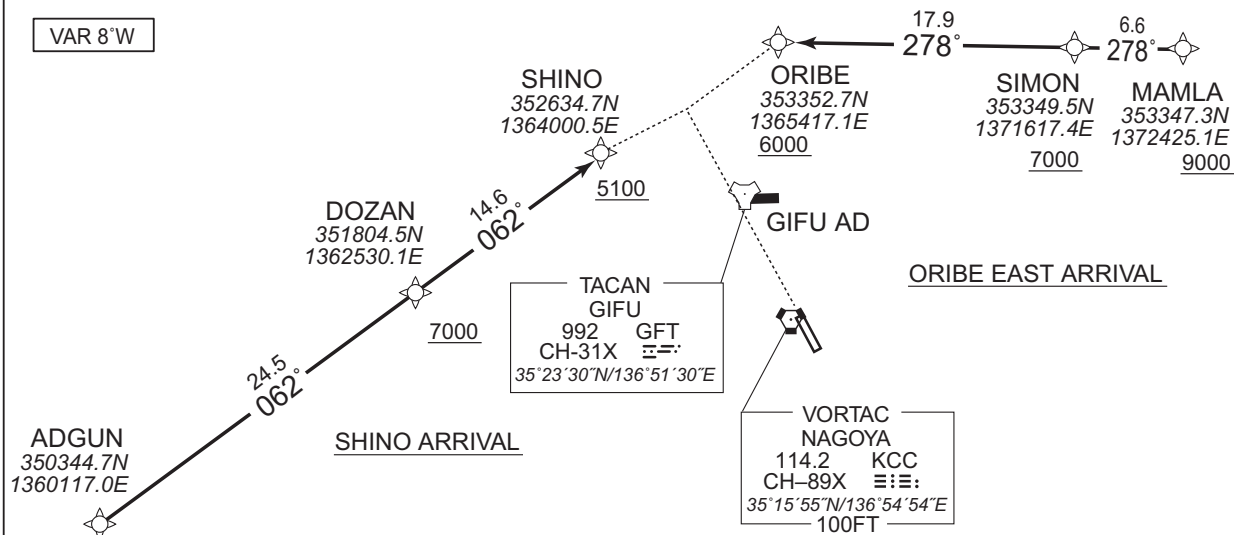 VAR 8°W
17.9
278°
6.6
278°
SHINO
352634.7N
1364000.5E
5100
ORIBE
353352.7N
1365417.1E
6000
SIMON
353349.5N
1371617.4E
7000
MAMLA
353347.3N
1372425.1E
9000
14.6
062°
DOZAN
351804.5N
1362530.1E
7000
GIFU AD
ORIBE EAST ARRIVAL
TACAN
GIFU
992 GFT
CH-31X
35°23′30″N/136°51′30″E
24.5
062°
ADGUN
350344.7N
1360117.0E
SHINO ARRIVAL
VORTAC
NAGOYA
114.2 KCC
CH–89X
35°15′55″N/136°54′54″E
100FT